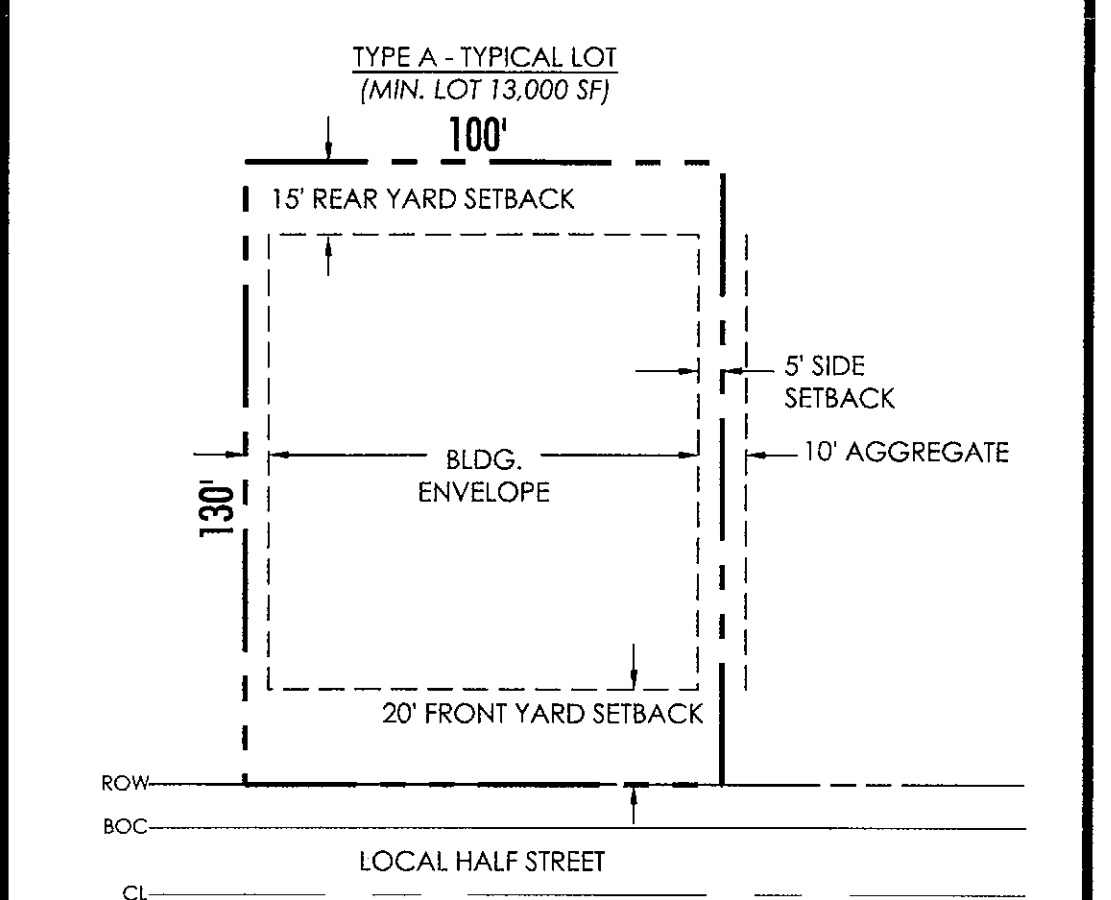 TYPE A - TYPICAL LOT
(MIN. LOT 13,000 SF)
100'
15' REAR YARD SETBACK
5' SIDE
SETBACK
10' AGGREGATE
BLDG.
ENVELOPE
130'
20' FRONT YARD SETBACK
ROW
BOC
LOCAL HALF STREET
CL